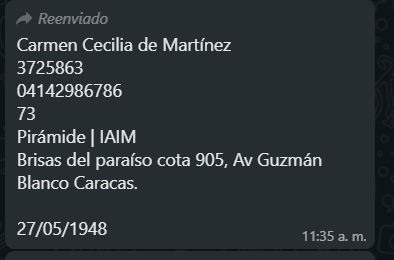 Reenviado
Carmen Cecilia de Martínez
3725863
04142986786
73
Pirámide | IAIM
Brisas del paraíso cota 905, Av Guzmán
Blanco Caracas.
27/05/1948
11:35 a. m.